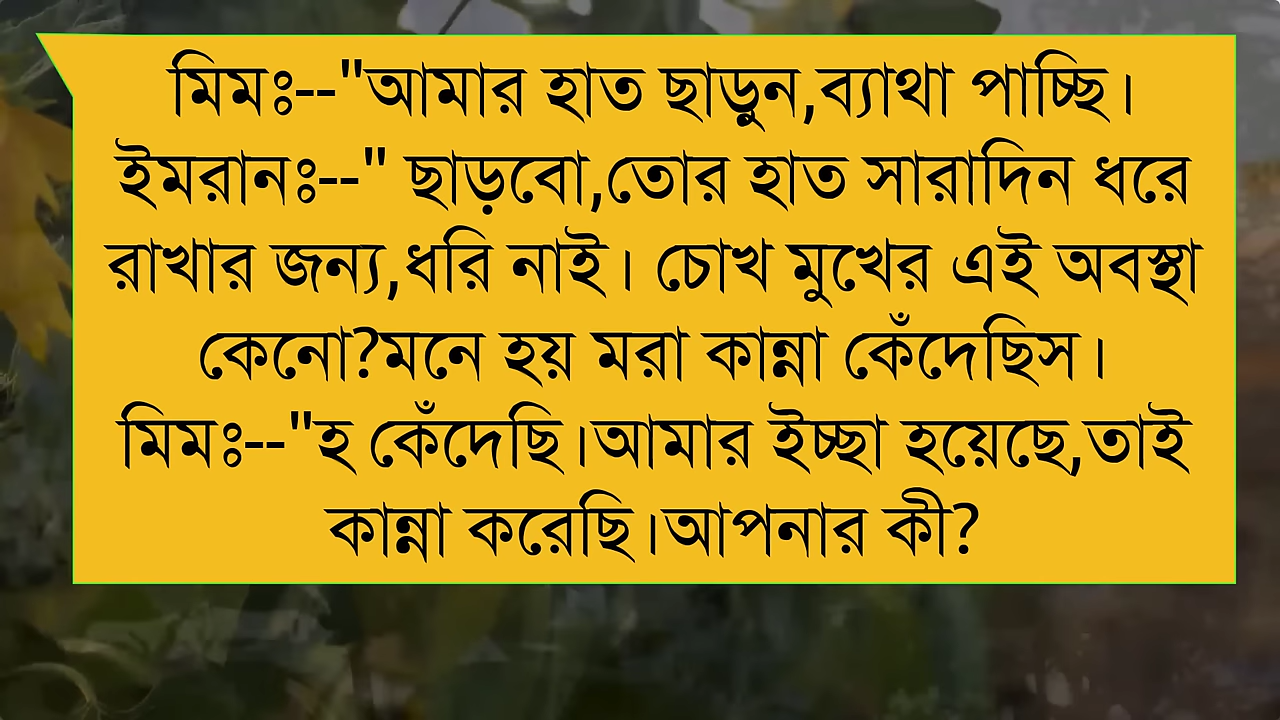 মিমঃ--"আমার হাত ছাড়ুন,ব্যাথা পাচ্ছি।
ইমরানঃ--" ছাড়বো,তোর হাত সারাদিন ধরে
রাখার জন্য,ধরি নাই। চোখ মুখের এই অবস্থা
কেনো?মনে হয় মরা কান্না কেঁদেছিস।
মিমঃ--"হ কেঁদেছি।আমার ইচ্ছা হয়েছে,তাই
কান্না করেছি।আপনার কী?